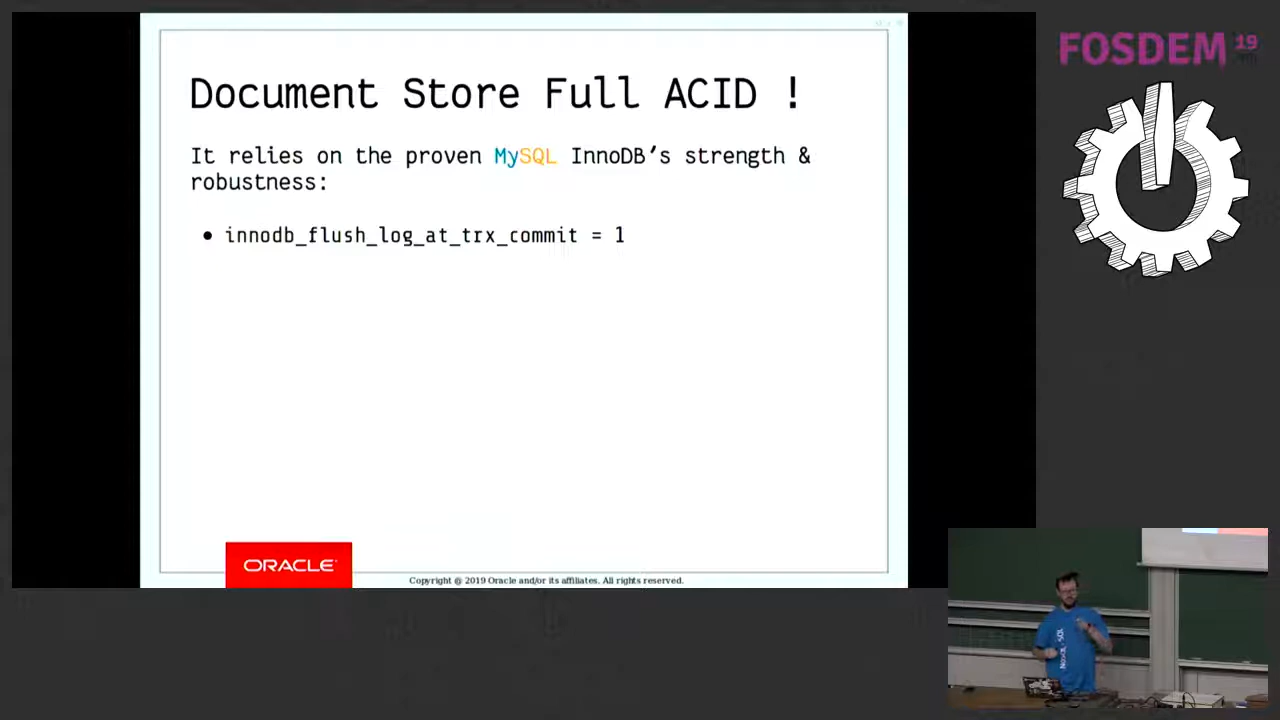 FOSDEM 19
Document Store Full ACID !
It relies on the proven MySQL InnoDB's strength &
robustness:
• innodb_flush_log_at_trx_commit = 1
ORACLE
Copyright @ 2019 Oracle and/or its affiliates. All rights reserved.